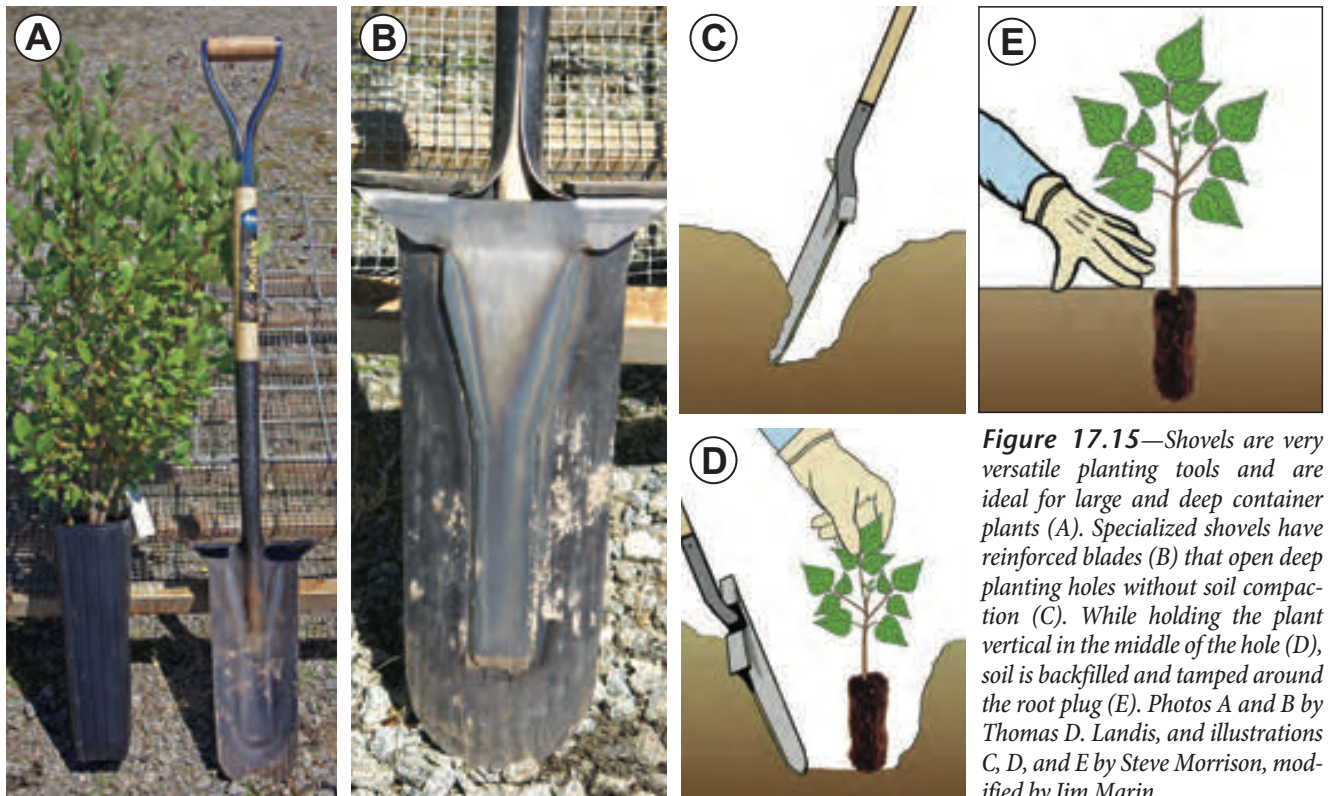 A
B
C
E
D
Figure 17.15—Shovels are very
versatile planting tools and are
ideal for large and deep container
plants (A). Specialized shovels have
reinforced blades (B) that open deep
planting holes without soil compac-
tion (C). While holding the plant
vertical in the middle of the hole (D),
soil is backfilled and tamped around
the root plug (E). Photos A and B by
Thomas D. Landis, and illustrations
C, D, and E by Steve Morrison, mod-
ified by Jim Marin